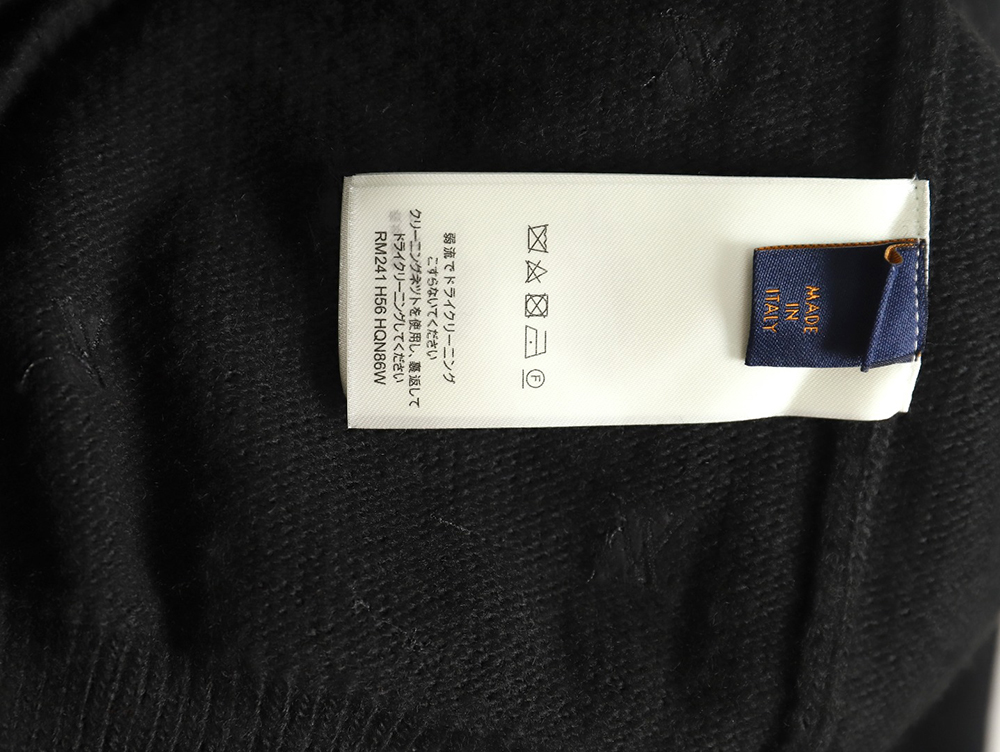 弱流でドライクリーニング
こすらないてください
クリーニングネットを使用し、裏返して
ドライクリーニングしてください
RM241 H56 HQN86W
F
MADE
IN
ITALY